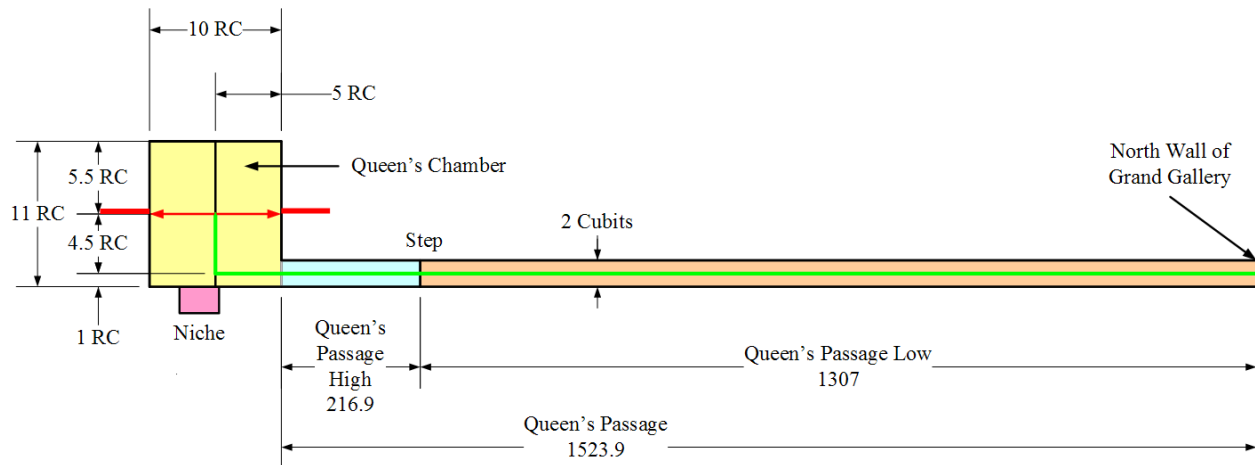 10 RC
5 RC
Queen’s Chamber
North Wall of
Grand Gallery
5.5 RC
11 RC
4.5 RC
2 Cubits
Step
1 RC
Niche
Queen’s
Passage
High
216.9
Queen’s Passage Low
1307
Queen’s Passage
1523.9